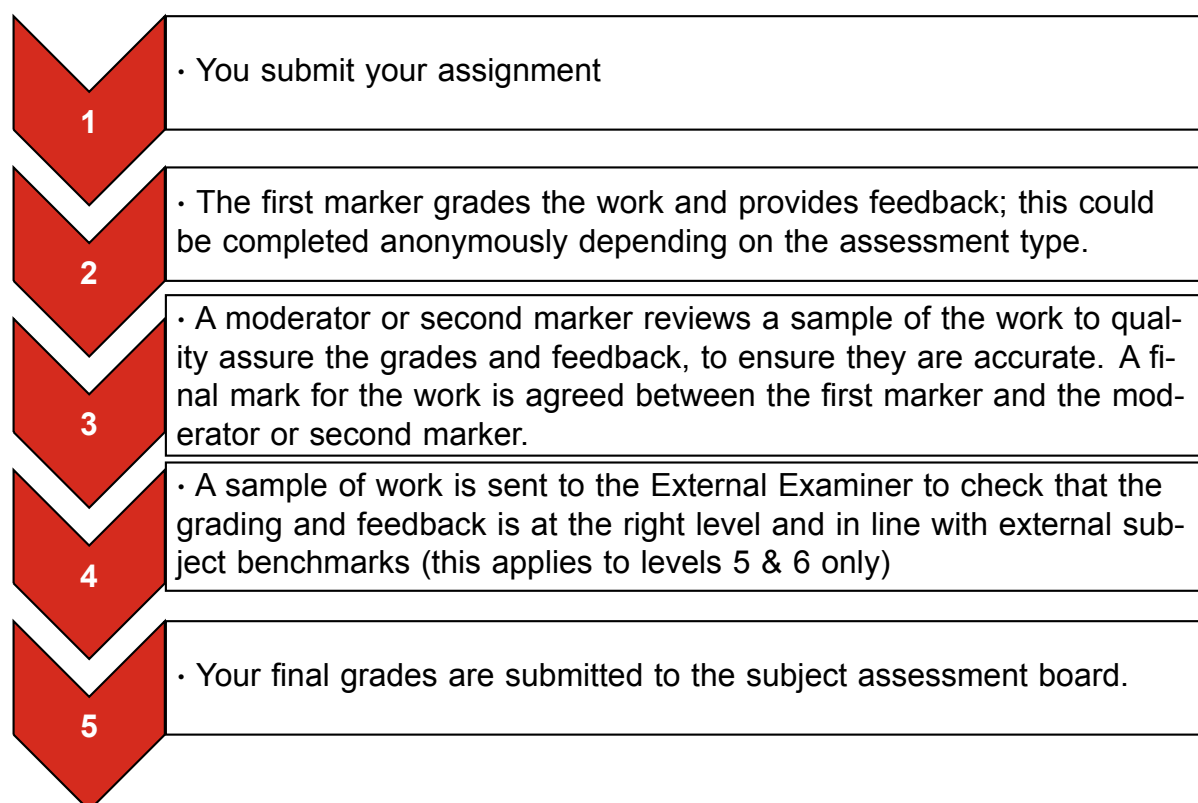 1
· You submit your assignment
2
· The first marker grades the work and provides feedback; this could
be completed anonymously depending on the assessment type.
3
· A moderator or second marker reviews a sample of the work to qual-
ity assure the grades and feedback, to ensure they are accurate. A fi-
nal mark for the work is agreed between the first marker and the mod-
erator or second marker.
4
· A sample of work is sent to the External Examiner to check that the
grading and feedback is at the right level and in line with external sub-
ject benchmarks (this applies to levels 5 & 6 only)
5
· Your final grades are submitted to the subject assessment board.